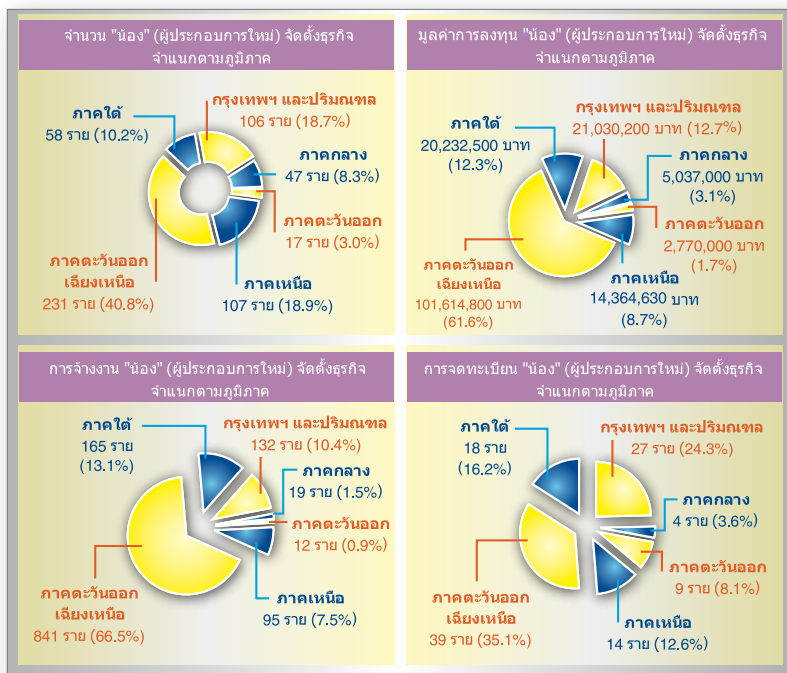 จำนวน "น้อง" (ผู้ประกอบการใหม่) จัดตั้งธุรกิจ
จำแนกตามภูมิภาค
ภาคใต้
58 ราย (10.2%)
กรุงเทพฯ และปริมณฑล
106 ราย (18.7%)
ภาคกลาง
47 ราย (8.3%)
ภาคตะวันออก
17 ราย (3.0%)
ภาคตะวันออก
เฉียงเหนือ
231 ราย (40.8%)
ภาคเหนือ
107 ราย (18.9%)
มูลค่าการลงทุน "น้อง" (ผู้ประกอบการใหม่) จัดตั้งธุรกิจ
จำแนกตามภูมิภาค
ภาคใต้
20,232,500 บาท
(12.3%)
กรุงเทพฯ และปริมณฑล
21,030,200 บาท (12.7%)
ภาคกลาง
5,037,000 บาท
(3.1%)
ภาคตะวันออก
2,770,000 บาท
(1.7%)
ภาคตะวันออก
เฉียงเหนือ
101,614,800 บาท
(61.6%)
ภาคเหนือ
14,364,630 บาท
(8.7%)
การจ้างงาน "น้อง" (ผู้ประกอบการใหม่) จัดตั้งธุรกิจ
จำแนกตามภูมิภาค
ภาคใต้
165 ราย
(13.1%)
กรุงเทพฯ และปริมณฑล
132 ราย (10.4%)
ภาคกลาง
19 ราย (1.5%)
ภาคตะวันออก
12 ราย (0.9%)
ภาคตะวันออก
เฉียงเหนือ
841 ราย (66.5%)
ภาคเหนือ
95 ราย (7.5%)
การจดทะเบียน "น้อง" (ผู้ประกอบการใหม่) จัดตั้งธุรกิจ
จำแนกตามภูมิภาค
ภาคใต้
18 ราย
(16.2%)
กรุงเทพฯ และปริมณฑล
27 ราย (24.3%)
ภาคกลาง
4 ราย (3.6%)
ภาคตะวันออก
9 ราย (8.1%)
ภาคตะวันออก
เฉียงเหนือ
39 ราย (35.1%)
ภาคเหนือ
14 ราย (12.6%)